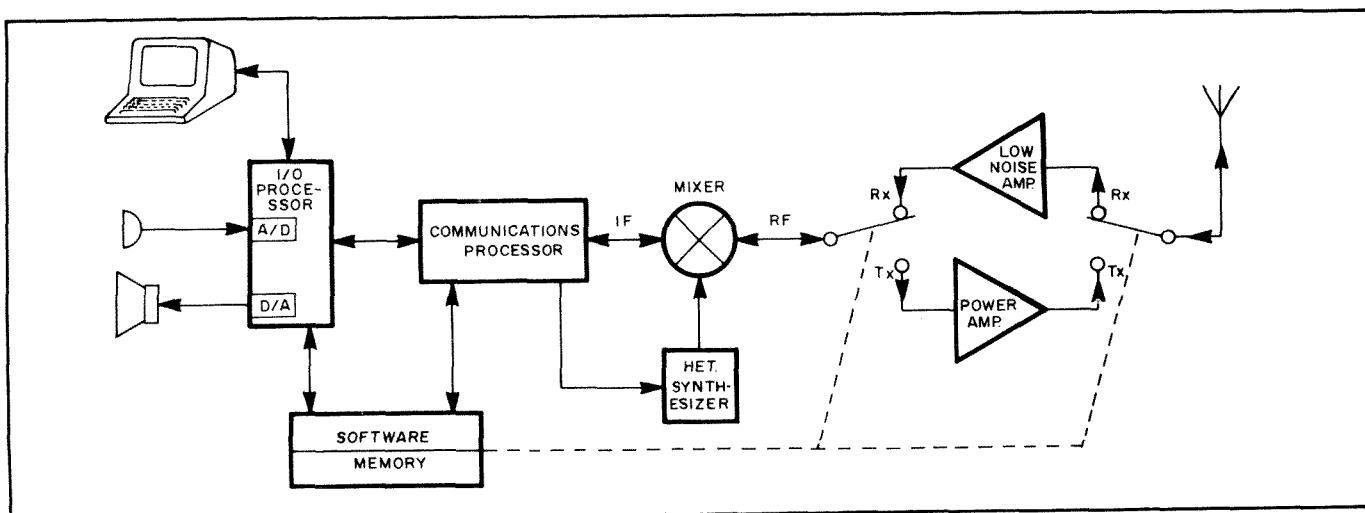 I/O
PROCE-
SSOR
A/D
D/A
COMMUNICATIONS
PROCESSOR
SOFTWARE
MEMORY
IF
MIXER
RF
HET.
SYNTH-
ESIZER
Rx
LOW
NOISE
AMP.
Rx
Tx
POWER
AMP.
Tx